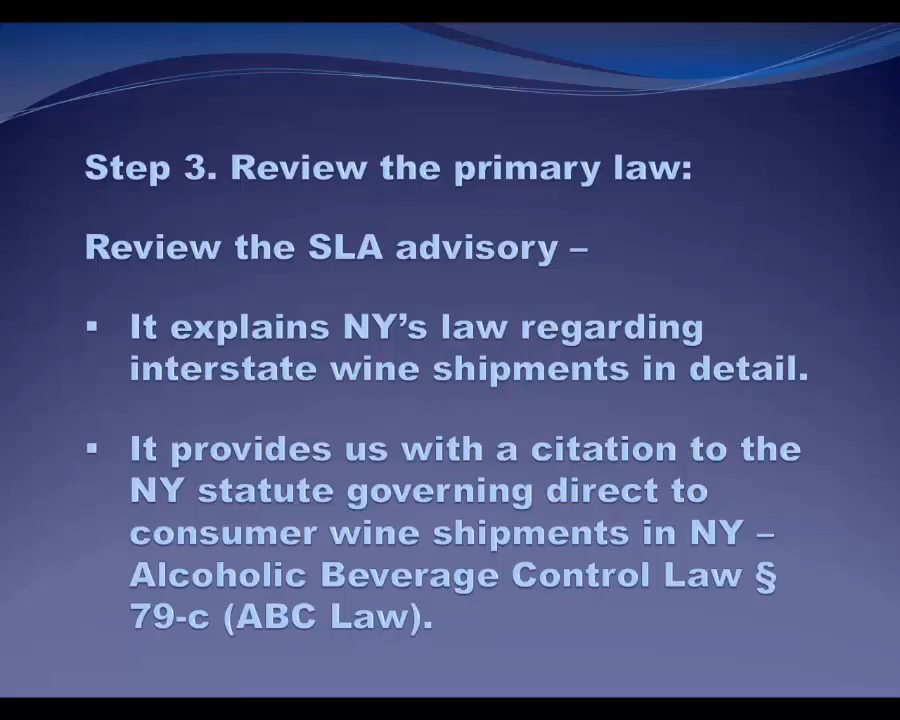 Step 3. Review the primary law:
Review the SLA advisory –
▪ It explains NY’s law regarding
interstate wine shipments in detail.
▪ It provides us with a citation to the
NY statute governing direct to
consumer wine shipments in NY –
Alcoholic Beverage Control Law §
79-c (ABC Law).